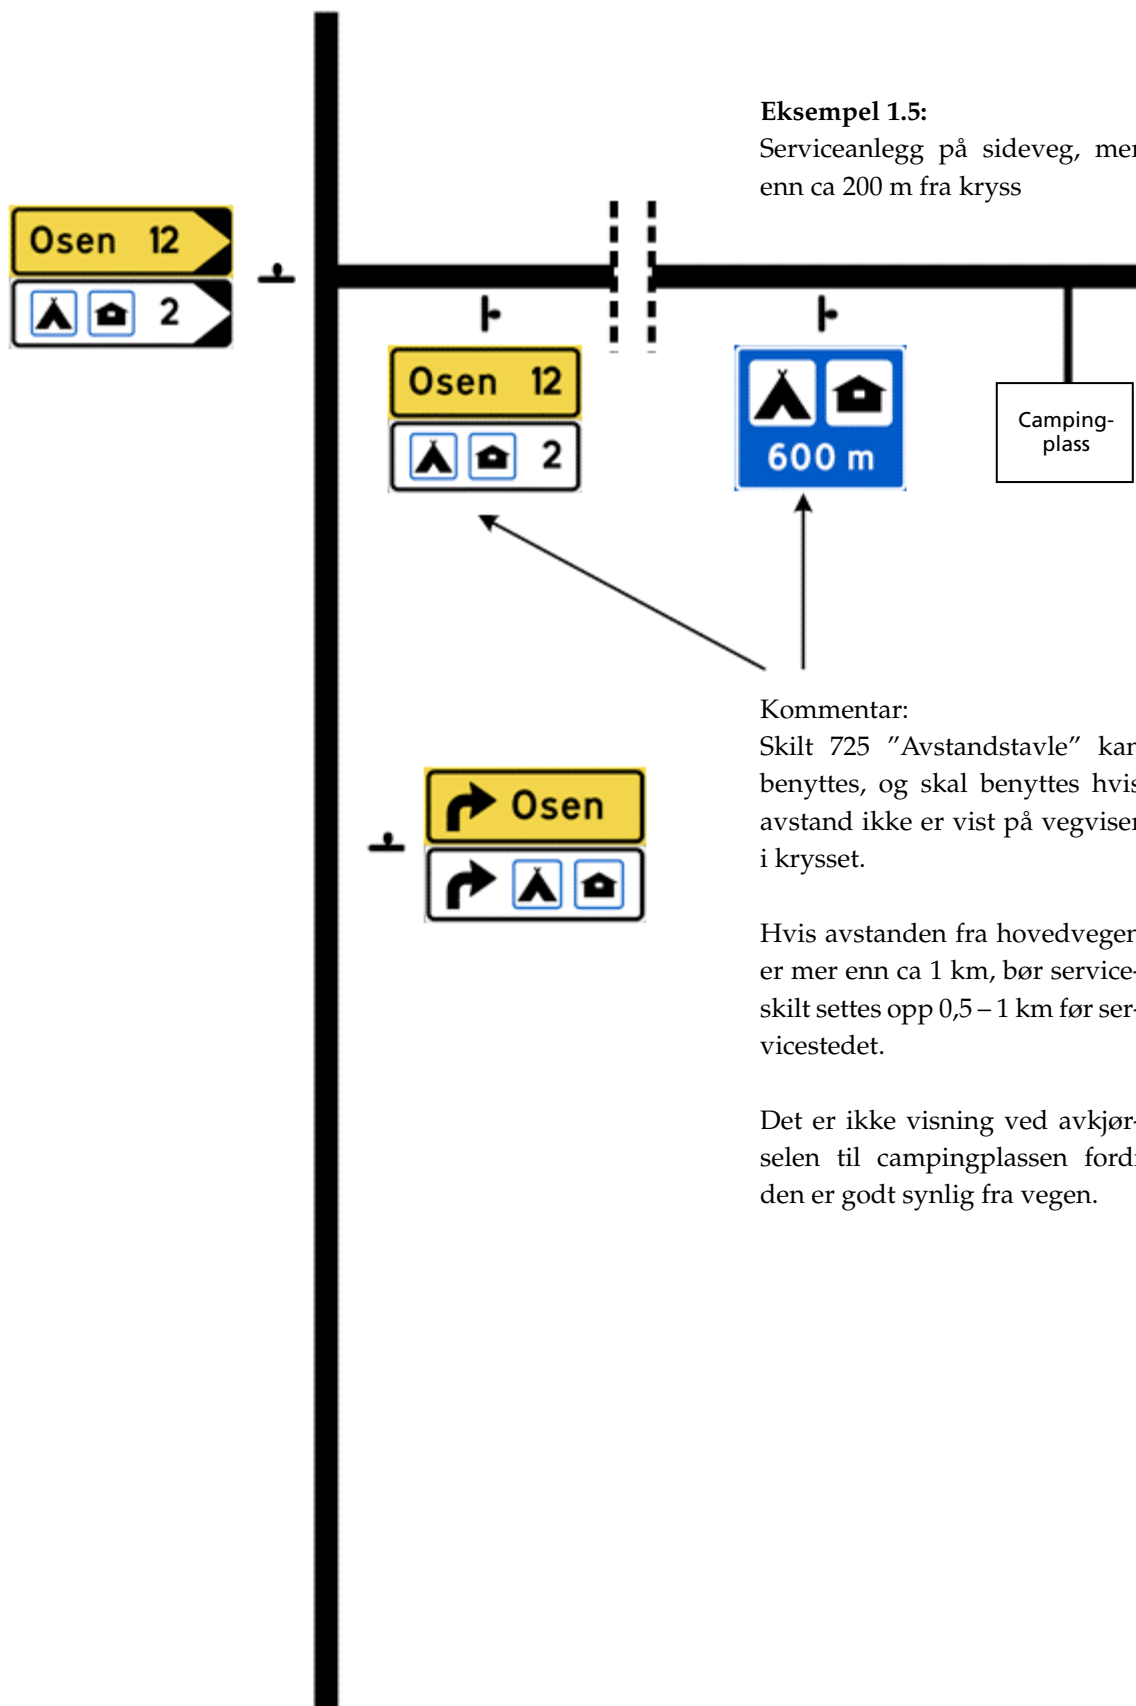 Eksempel 1.5:
Serviceanlegg på sideveg, mer
enn ca 200 m fra kryss
Osen 12
2
Osen 12
2
600 m
Camping-
plass
Osen
Kommentar:
Skilt 725 ”Avstandstavle” kan
benyttes, og skal benyttes hvis
avstand ikke er vist på vegviser
i krysset.
Hvis avstanden fra hovedvegen
er mer enn ca 1 km, bør service-
skilt settes opp 0,5 – 1 km før ser-
vicestedet.
Det er ikke visning ved avkjør-
selen til campingplassen fordi
den er godt synlig fra vegen.